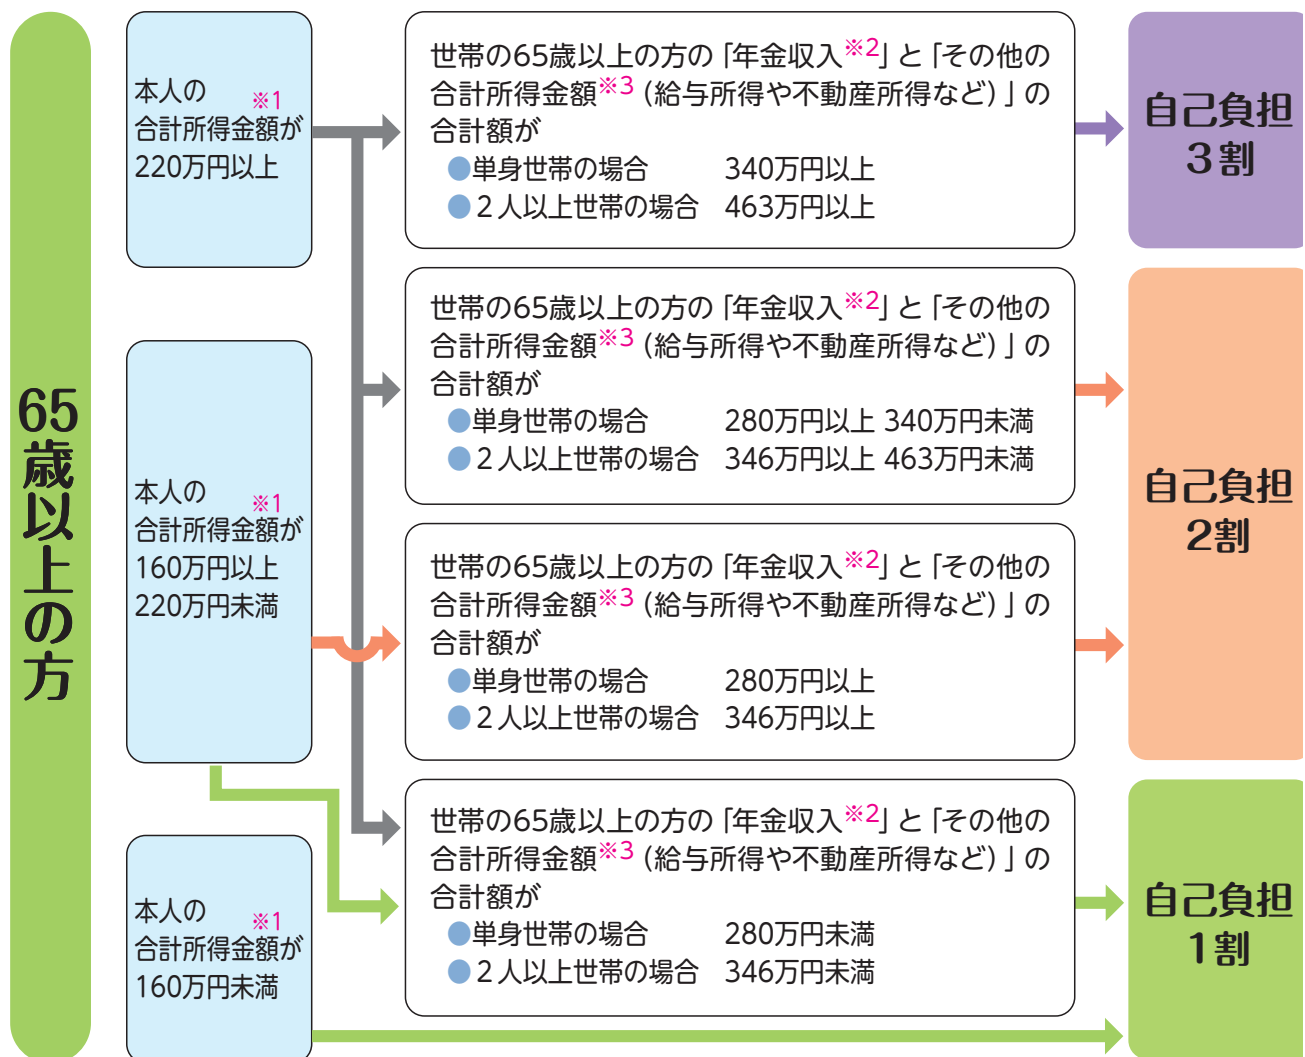 65歳以上の方
本人の
※1
合計所得金額が
220万円以上
世帯の65歳以上の方の「年金収入※2」と「その他の
合計所得金額※3（給与所得や不動産所得など）」の
合計額が
●単身世帯の場合 340万円以上
●２人以上世帯の場合 463万円以上
自己負担
３割
世帯の65歳以上の方の「年金収入※2」と「その他の
合計所得金額※3（給与所得や不動産所得など）」の
合計額が
●単身世帯の場合 280万円以上 340万円未満
●２人以上世帯の場合 346万円以上 463万円未満
本人の
※1
合計所得金額が
160万円以上
220万円未満
世帯の65歳以上の方の「年金収入※2」と「その他の
合計所得金額※3（給与所得や不動産所得など）」の
合計額が
●単身世帯の場合 280万円以上
●２人以上世帯の場合 346万円以上
自己負担
2割
世帯の65歳以上の方の「年金収入※2」と「その他の
合計所得金額※3（給与所得や不動産所得など）」の
合計額が
●単身世帯の場合 280万円未満
●２人以上世帯の場合 346万円未満
本人の
※1
合計所得金額が
160万円未満
自己負担
１割